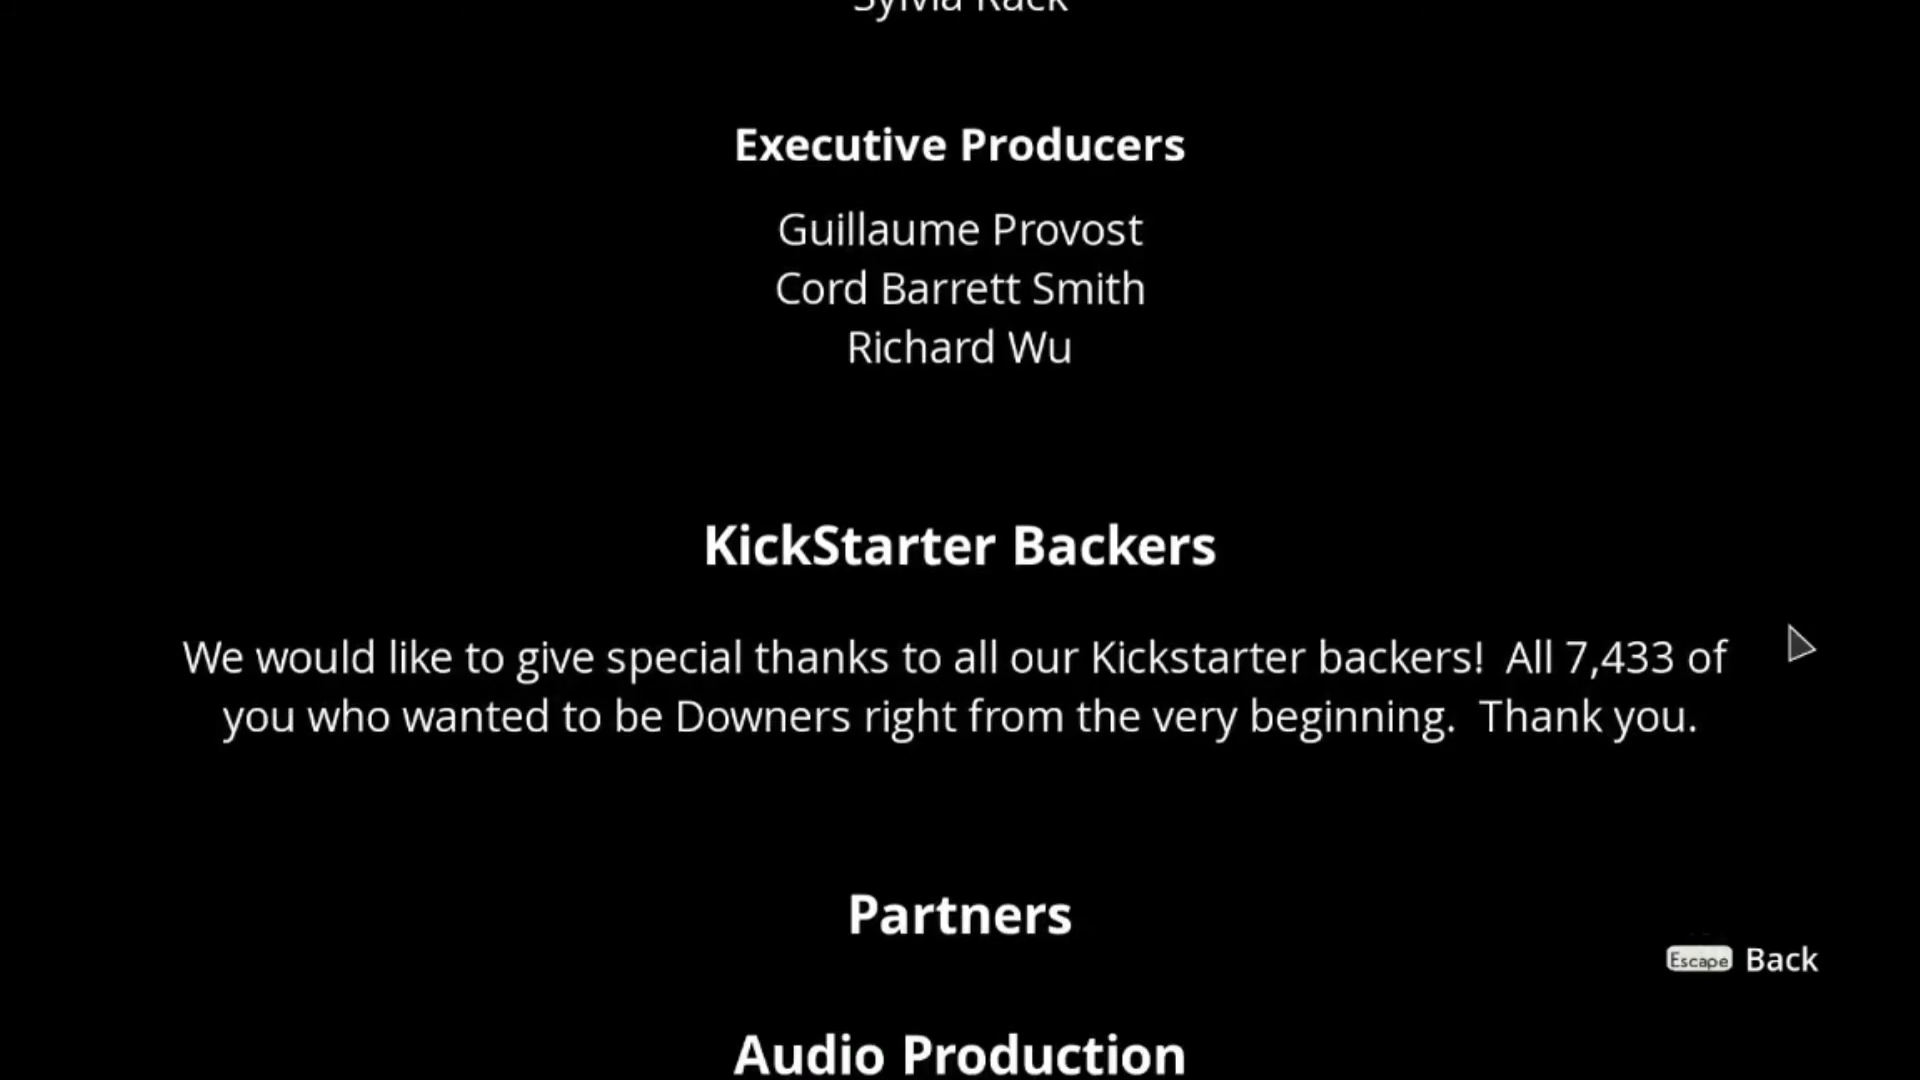 Sylvia Rack
Executive Producers
Guillaume Provost
Cord Barrett Smith
Richard Wu
KickStarter Backers
We would like to give special thanks to all our Kickstarter backers!  All 7,433 of
you who wanted to be Downers right from the very beginning.  Thank you.
Partners
Escape Back
Audio Production